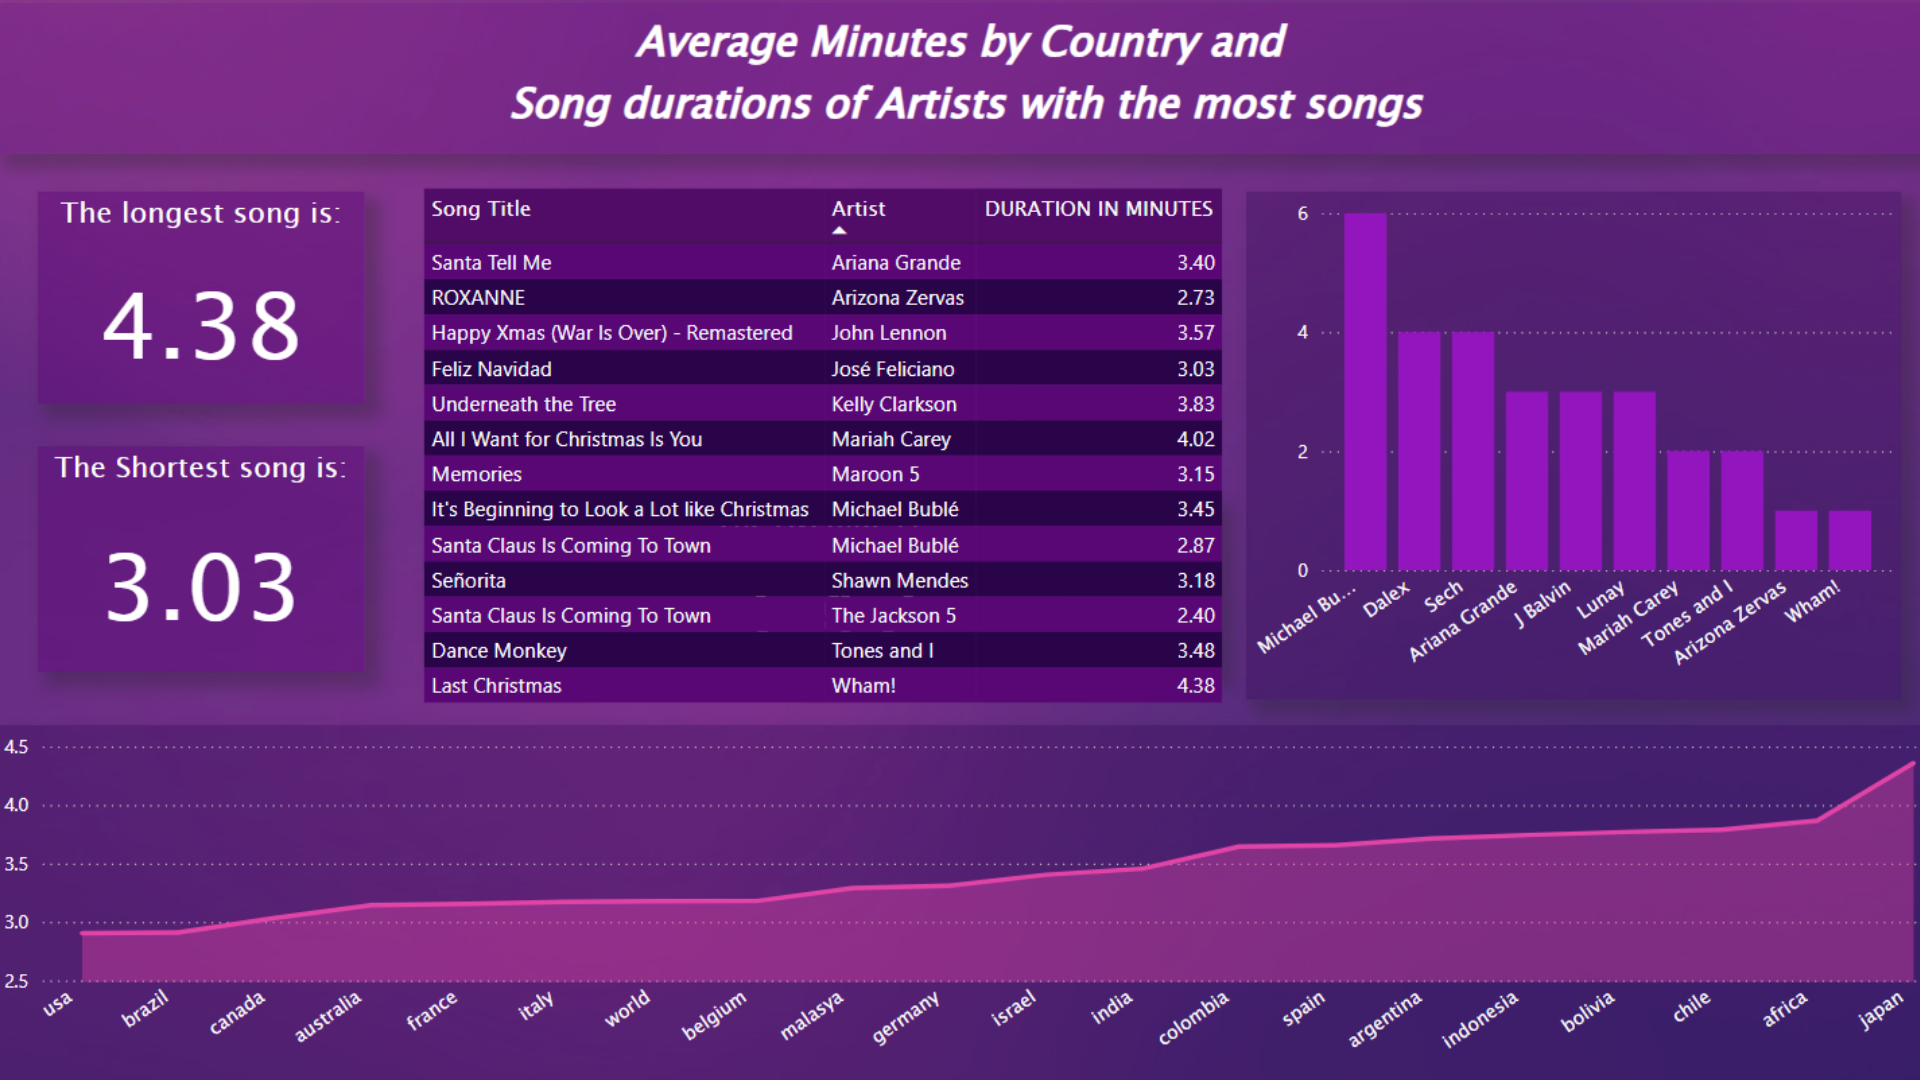 Average Minutes by Country and
Song durations of Artists with the most songs
The longest song is:
4.38
The Shortest song is:
3.03
Song Title Artist DURATION IN MINUTES
Santa Tell Me Ariana Grande 3.40
ROXANNE Arizona Zervas 2.73
Happy Xmas (War Is Over) - Remastered John Lennon 3.57
Feliz Navidad José Feliciano 3.03
Underneath the Tree Kelly Clarkson 3.83
All I Want for Christmas Is You Mariah Carey 4.02
Memories Maroon 5 3.15
It's Beginning to Look a Lot like Christmas Michael Bublé 3.45
Santa Claus Is Coming To Town Michael Bublé 2.87
Señorita Shawn Mendes 3.18
Santa Claus Is Coming To Town The Jackson 5 2.40
Dance Monkey Tones and I 3.48
Last Christmas Wham! 4.38
6
4
2
0
Michael Bu...
Dalex
Sech
Ariana Grande
J Balvin
Lunay
Mariah Carey
Tones and I
Arizona Zervas
Wham!
4.5
4.0
3.5
3.0
2.5
usa
brazil
canada
australia
france
italy
world
belgium
malasya
germany
israel
india
colombia
spain
argentina
indonesia
bolivia
chile
africa
japan